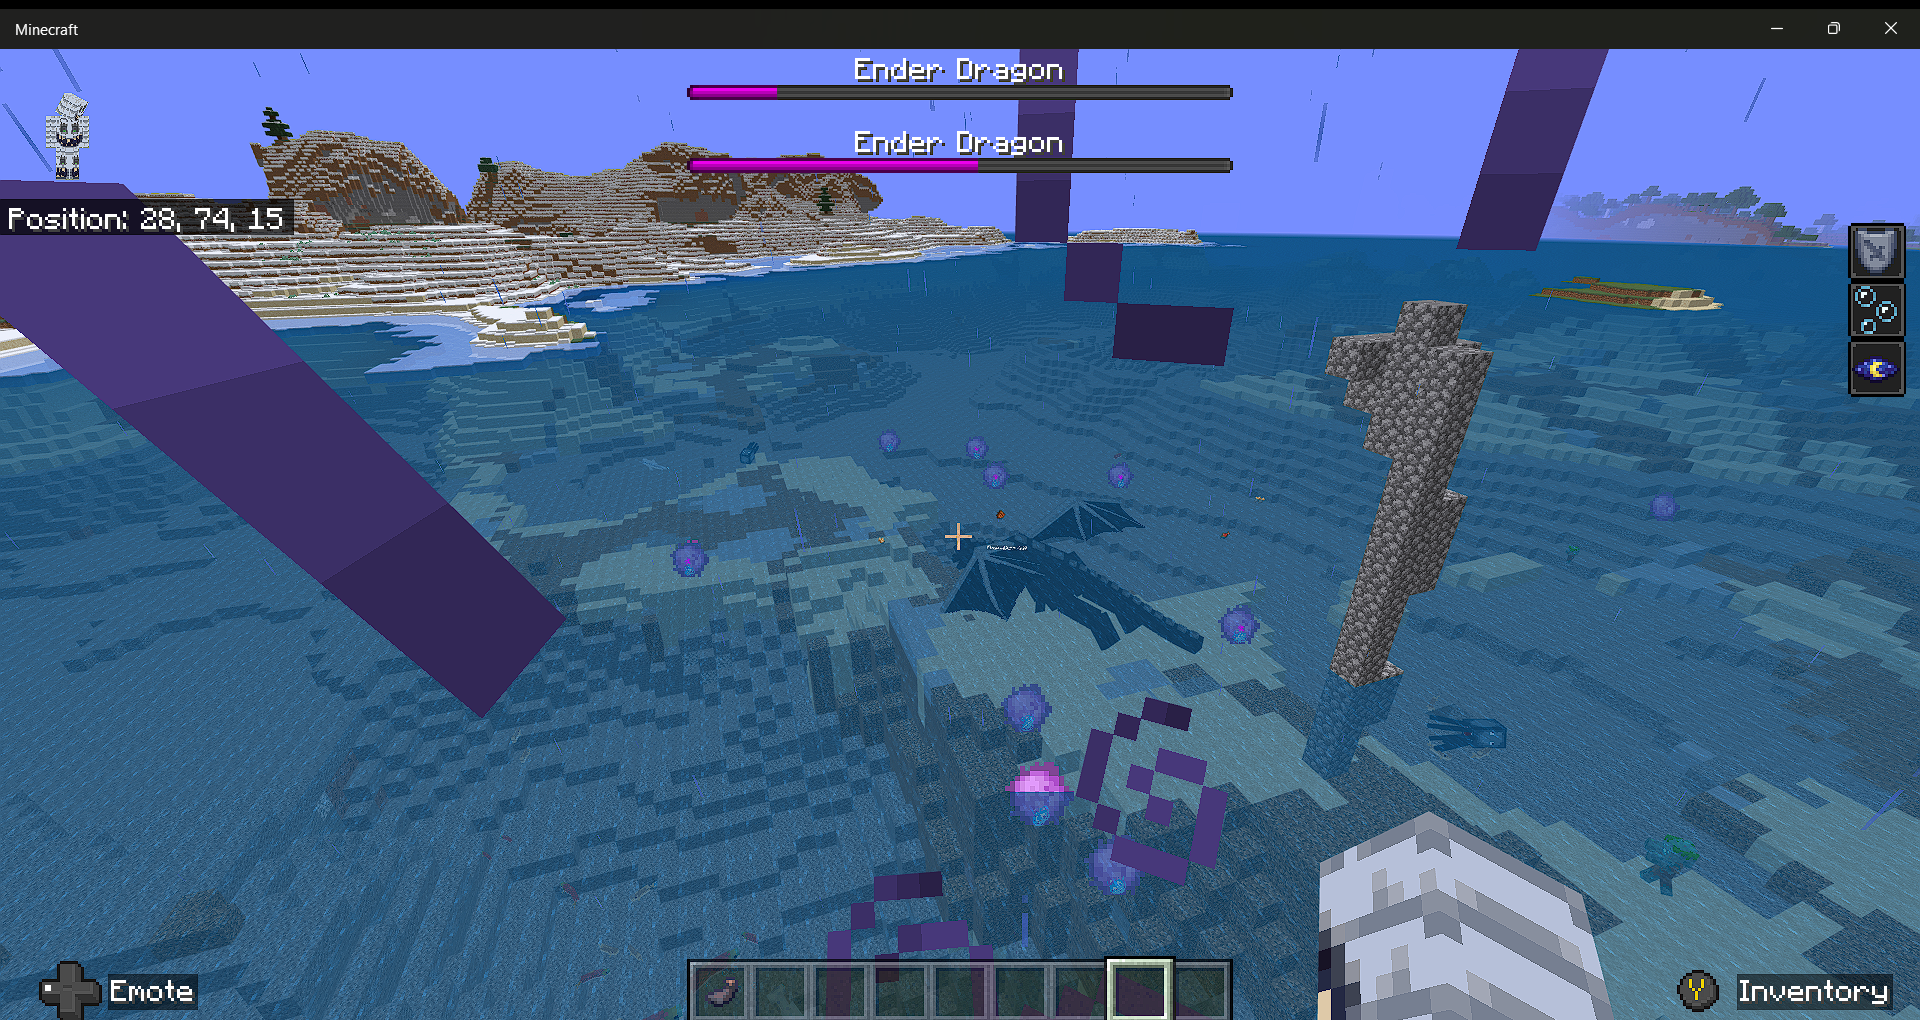 Minecraft
Ender Dragon
Ender Dragon
Position: 28, 74, 15
Emote
Y
Inventory